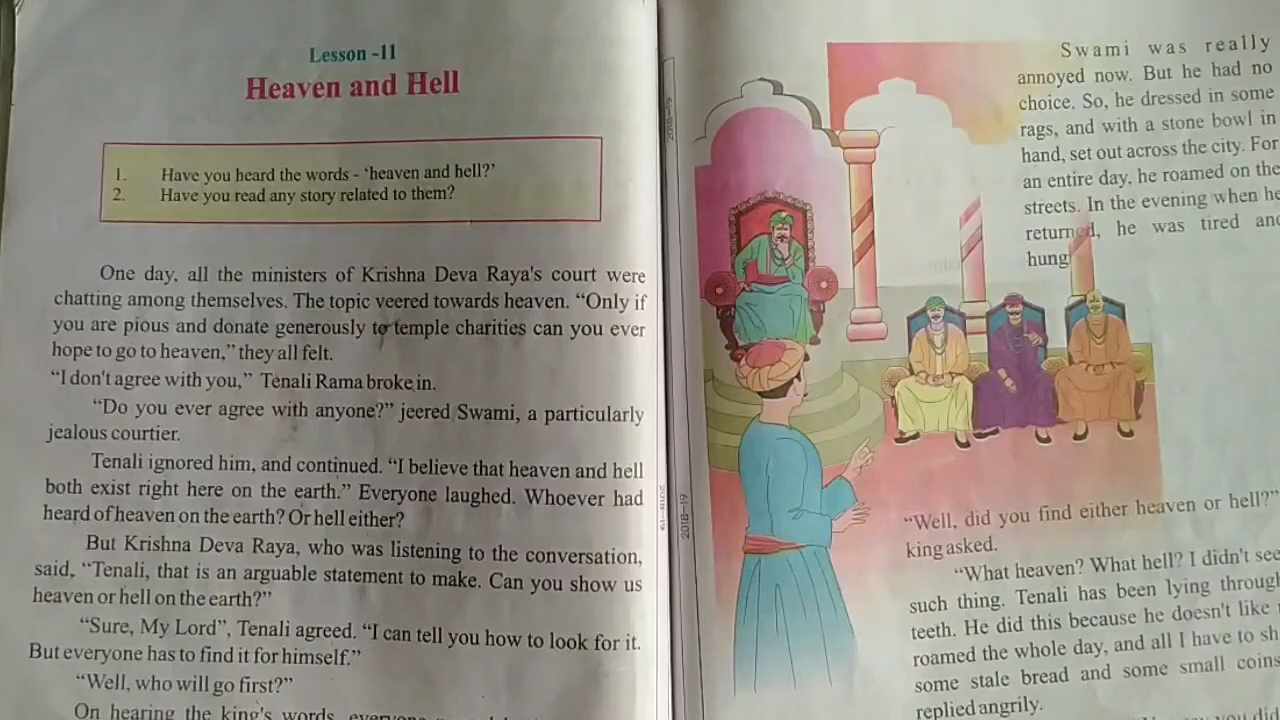 Lesson -11
Heaven and Hell
1. Have you heard the words - ‘heaven and hell?’
2. Have you read any story related to them?
One day, all the ministers of Krishna Deva Raya's court were
chatting among themselves. The topic veered towards heaven. “Only if
you are pious and donate generously to temple charities can you ever
hope to go to heaven,” they all felt.
“I don't agree with you,” Tenali Rama broke in.
“Do you ever agree with anyone?” jeered Swami, a particularly
jealous courtier.
Tenali ignored him, and continued. “I believe that heaven and hell
both exist right here on the earth.” Everyone laughed. Whoever had
heard of heaven on the earth? Or hell either?
But Krishna Deva Raya, who was listening to the conversation,
said, “Tenali, that is an arguable statement to make. Can you show us
heaven or hell on the earth?”
“Sure, My Lord”, Tenali agreed. “I can tell you how to look for it.
But everyone has to find it for himself.”
“Well, who will go first?”
On hearing the king's words,
2018-19
Swami was really
annoyed now. But he had no
choice. So, he dressed in some
rags, and with a stone bowl in
hand, set out across the city. For
an entire day, he roamed on the
streets. In the evening when he
returned, he was tired and
hung
“Well, did you find either heaven or hell?”
king asked.
“What heaven? What hell? I didn't see
such thing. Tenali has been lying through
teeth. He did this because he doesn't like
roamed the whole day, and all I have to sh
some stale bread and some small coins
replied angrily.